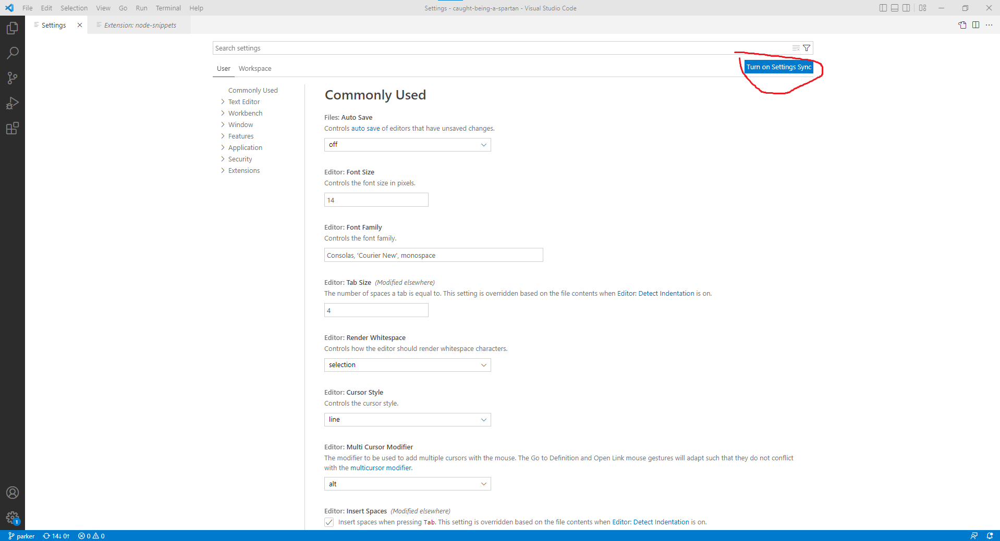 File Edit Selection View Go Run Terminal Help
Settings - caught-being-a-spartan - Visual Studio Code
Settings
Extension: node-snippets
Search settings
User Workspace
Turn on Settings Sync
Commonly Used
Text Editor
Workbench
Window
Features
Application
Security
Extensions
Commonly Used
Files: Auto Save
Controls auto save of editors that have unsaved changes.
off
Editor: Font Size
Controls the font size in pixels.
14
Editor: Font Family
Controls the font family.
Consolas, 'Courier New', monospace
Editor: Tab Size (Modified elsewhere)
The number of spaces a tab is equal to. This setting is overridden based on the file contents when Editor: Detect Indentation is on.
4
Editor: Render Whitespace
Controls how the editor should render whitespace characters.
selection
Editor: Cursor Style
Controls the cursor style.
line
Editor: Multi Cursor Modifier
The modifier to be used to add multiple cursors with the mouse. The Go to Definition and Open Link mouse gestures will adapt such that they do not conflict
with the multicursor modifier.
alt
Editor: Insert Spaces (Modified elsewhere)
Insert spaces when pressing Tab. This setting is overridden based on the file contents when Editor: Detect Indentation is on.
1
parker 14↓ 0↑ 0 0